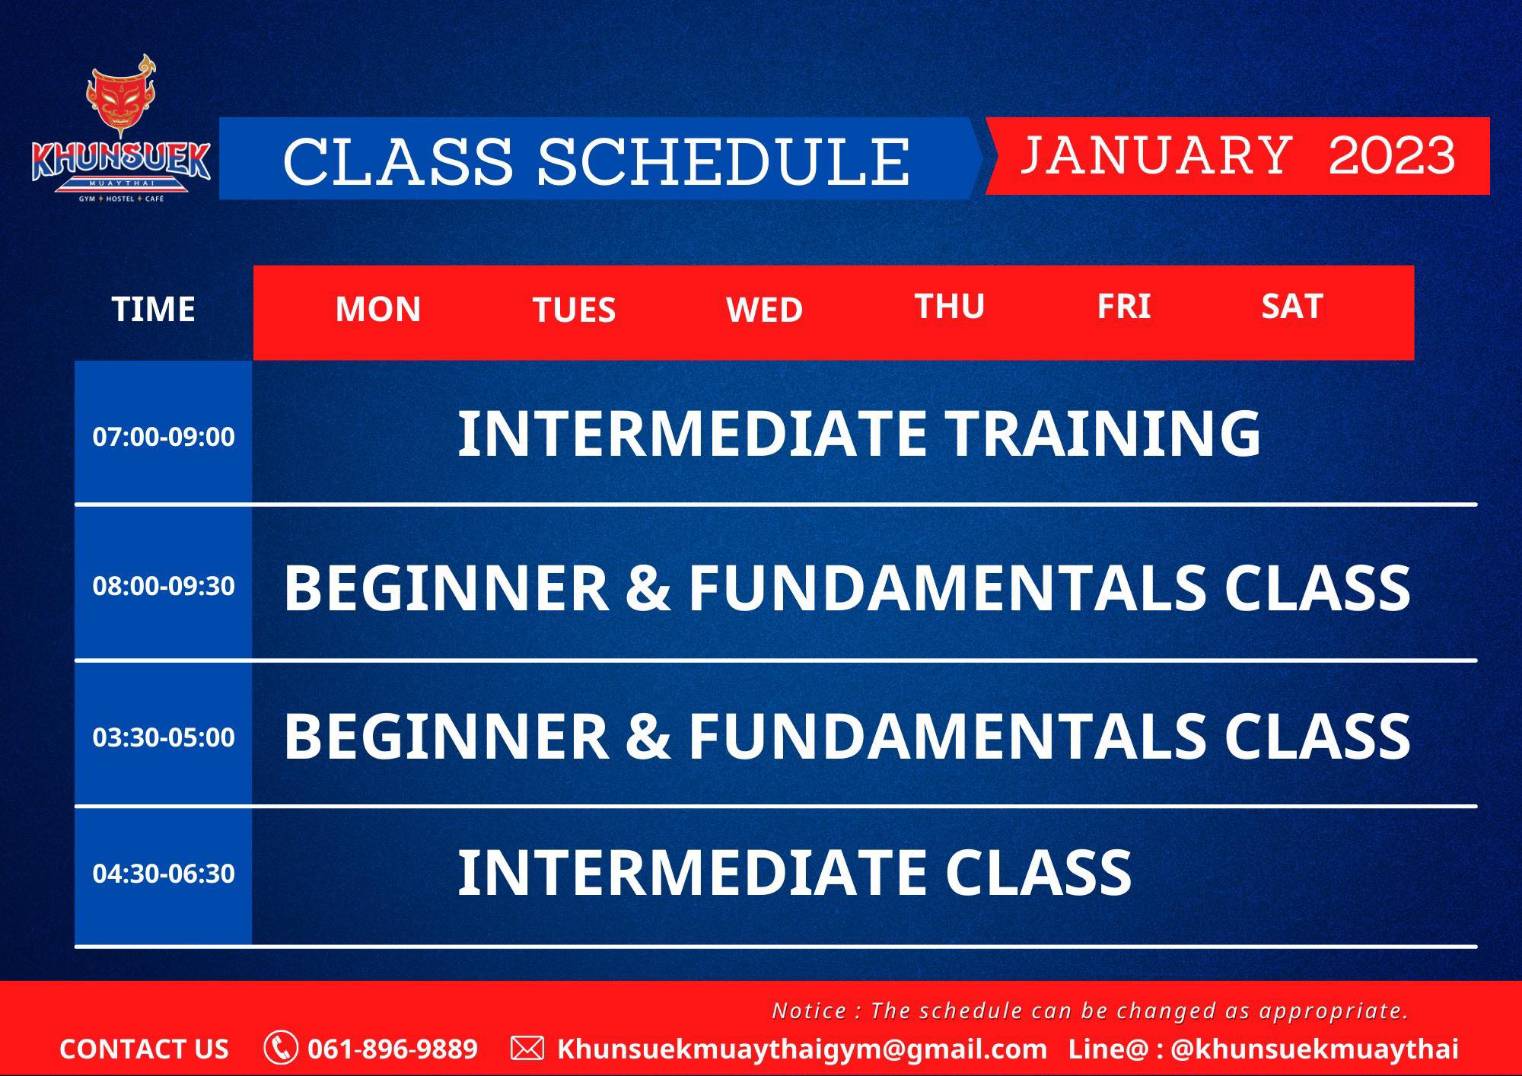 KHUNSUEK
MUAYTHAI
GYM + HOSTEL + CAFÉ
CLASS SCHEDULE
JANUARY 2023
TIME MON TUES WED THU FRI SAT
07:00-09:00 INTERMEDIATE TRAINING
08:00-09:30 BEGINNER & FUNDAMENTALS CLASS
03:30-05:00 BEGINNER & FUNDAMENTALS CLASS
04:30-06:30 INTERMEDIATE CLASS
Notice : The schedule can be changed as appropriate.
CONTACT US 061-896-9889 Khunsuekmuaythaigym@gmail.com Line@ : @khunsuekmuaythai